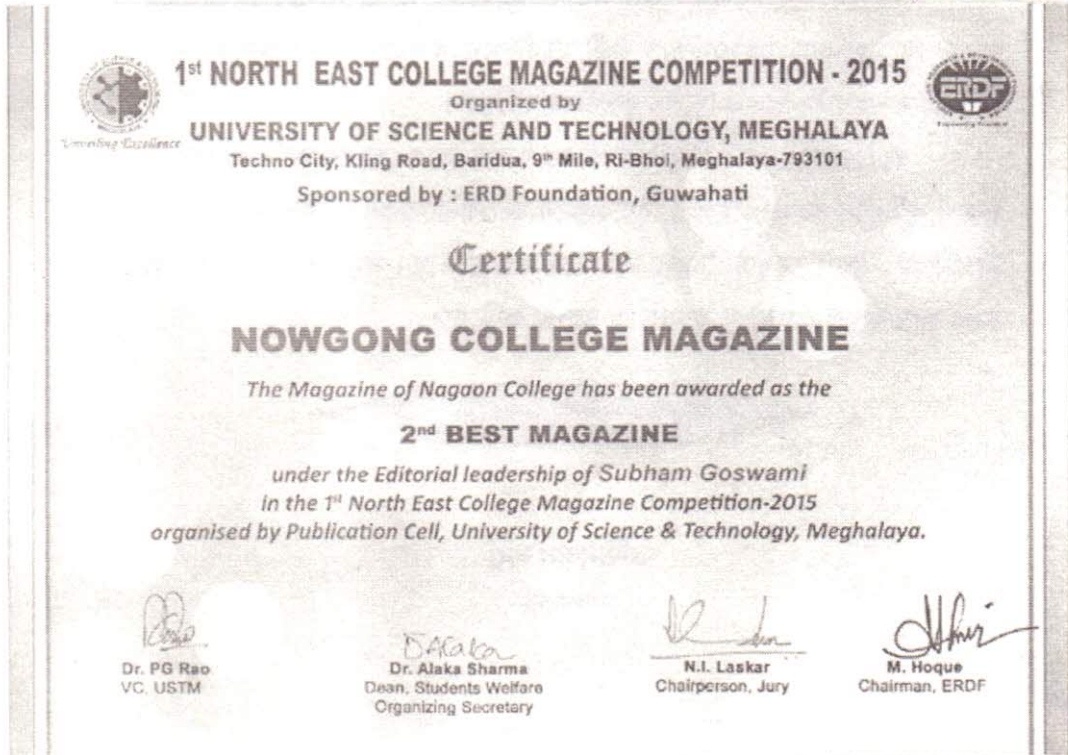 1st NORTH EAST COLLEGE MAGAZINE COMPETITION - 2015
Organized by
UNIVERSITY OF SCIENCE AND TECHNOLOGY, MEGHALAYA
Techno City, Kling Road, Baridua, 9th Mile, Ri-Bhoi, Meghalaya-793101
Sponsored by : ERD Foundation, Guwahati
ERDF
Certificate
NOWGONG COLLEGE MAGAZINE
The Magazine of Nagaon College has been awarded as the
2nd BEST MAGAZINE
under the Editorial leadership of Subham Goswami
in the 1st North East College Magazine Competition-2015
organised by Publication Cell, University of Science & Technology, Meghalaya.
Dr. PG Rao
VC, USTM
DAlaka
Dr. Alaka Sharma
Dean, Students Welfare
Organizing Secretary
N.I. Laskar
Chairperson, Jury
M. Hoque
Chairman, ERDF